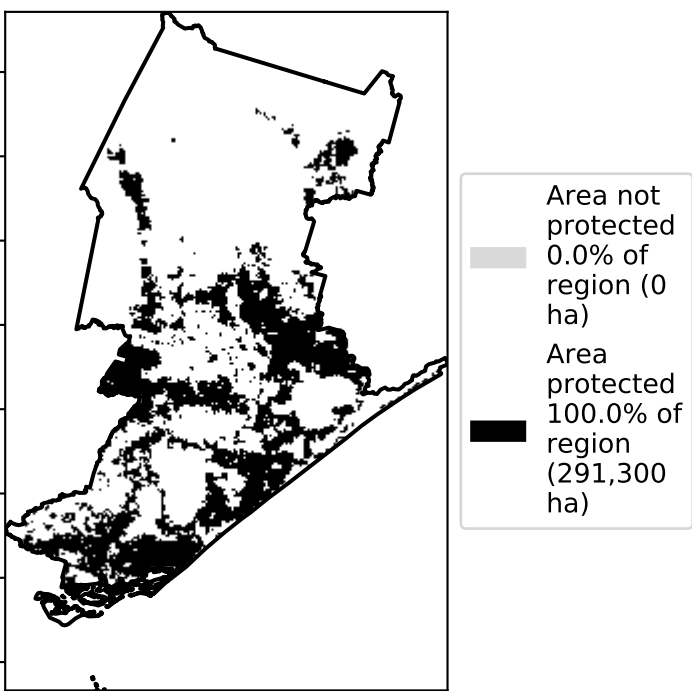 Area not
protected
0.0% of
region (0
ha)
Area
protected
100.0% of
region
(291,300
ha)